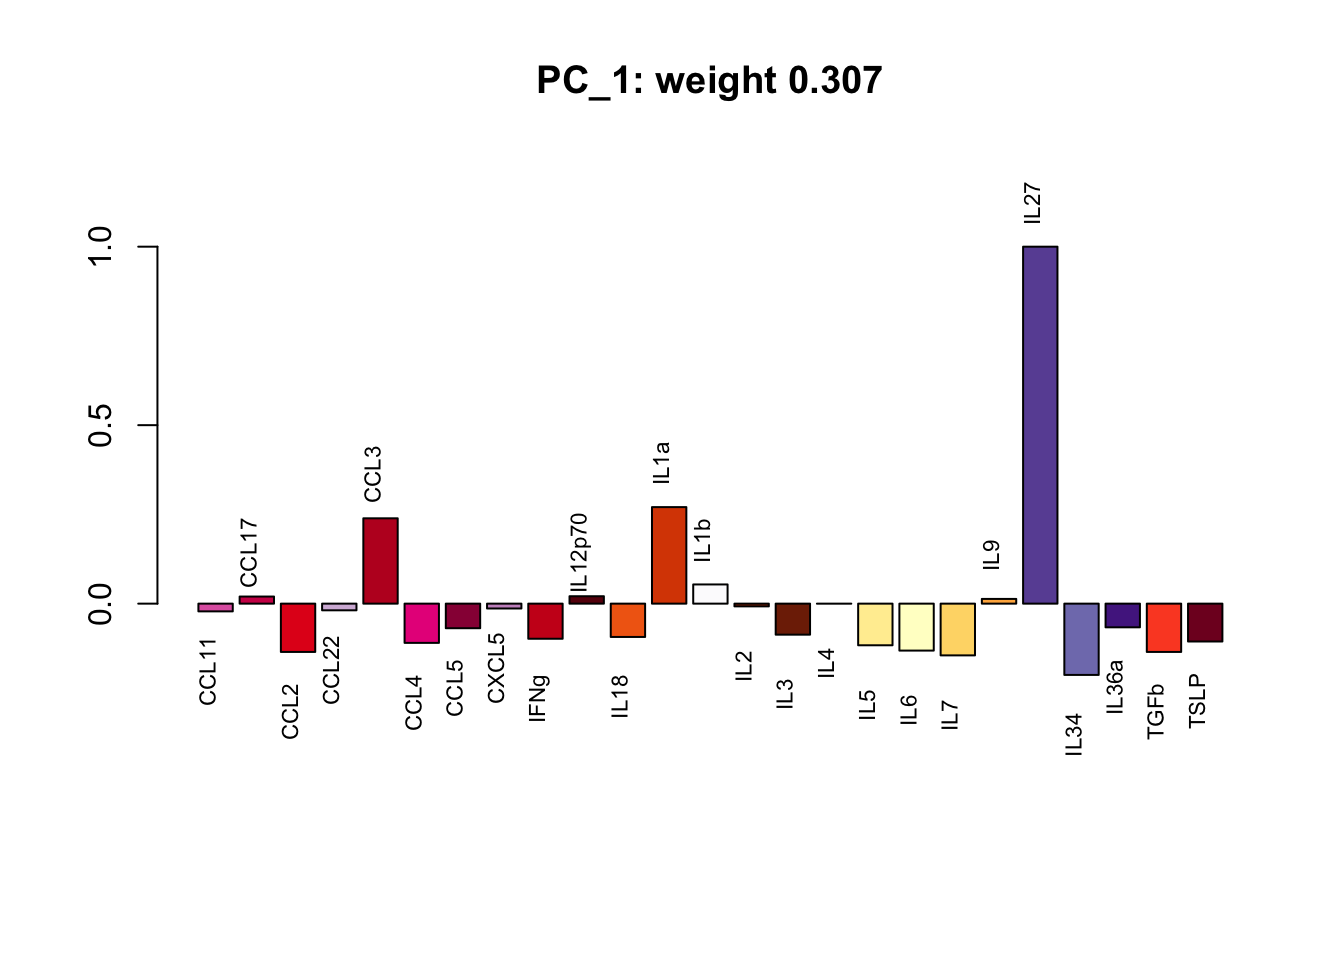 PC_1: weight 0.307
1.0
0.5
0.0
CCL11
CCL17
CCL2
CCL22
CCL3
CCL4
CCL5
CXCL5
IFNg
IL12p70
IL18
IL1a
IL1b
IL2
IL3
IL4
IL5
IL6
IL7
IL9
IL27
IL34
IL36a
TGFb
TSLP